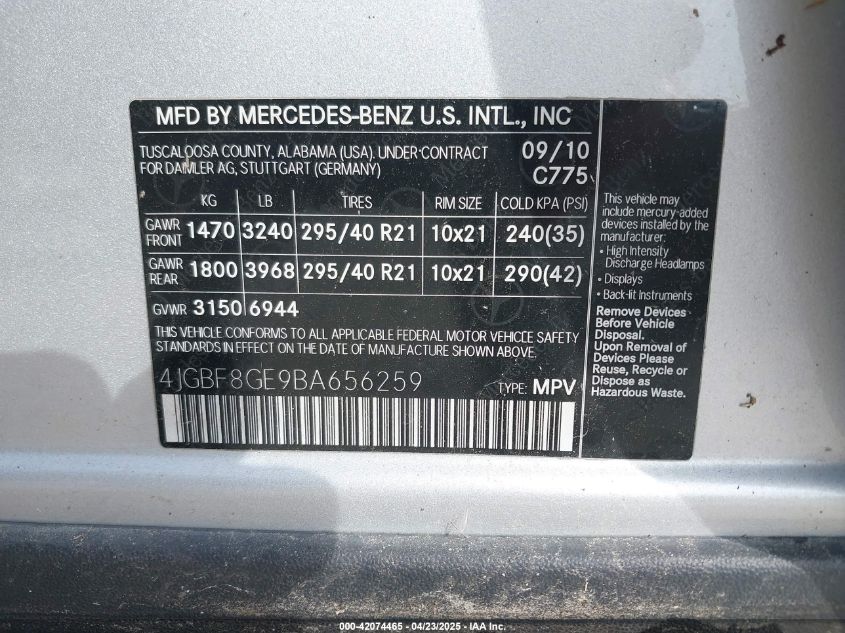 MFD BY MERCEDES-BENZ U.S. INTL., INC
TUSCALOOSA COUNTY, ALABAMA (USA). UNDER CONTRACT 09/10
FOR DAIMLER AG, STUTTGART (GERMANY) C775
KG LB TIRES RIM SIZE COLD KPA (PSI)
GAWR FRONT 1470 3240 295/40 R21 10x21 240(35)
GAWR REAR 1800 3968 295/40 R21 10x21 290(42)
GVWR 3150 6944
THIS VEHICLE CONFORMS TO ALL APPLICABLE FEDERAL MOTOR VEHICLE SAFETY
STANDARDS IN EFFECT ON THE DATE OF MANUFACTURE SHOWN ABOVE.
4JGBF8GE9BA656259 TYPE: MPV
This vehicle may
include mercury-added
devices installed by the
manufacturer:
• High Intensity
Discharge Headlamps
• Displays
• Back-lit Instruments
Remove Devices
Before Vehicle
Disposal.
Upon Removal of
Devices Please
Reuse, Recycle or
Dispose as
Hazardous Waste.
000-42074465 - 04/23/2025 - IAA Inc.